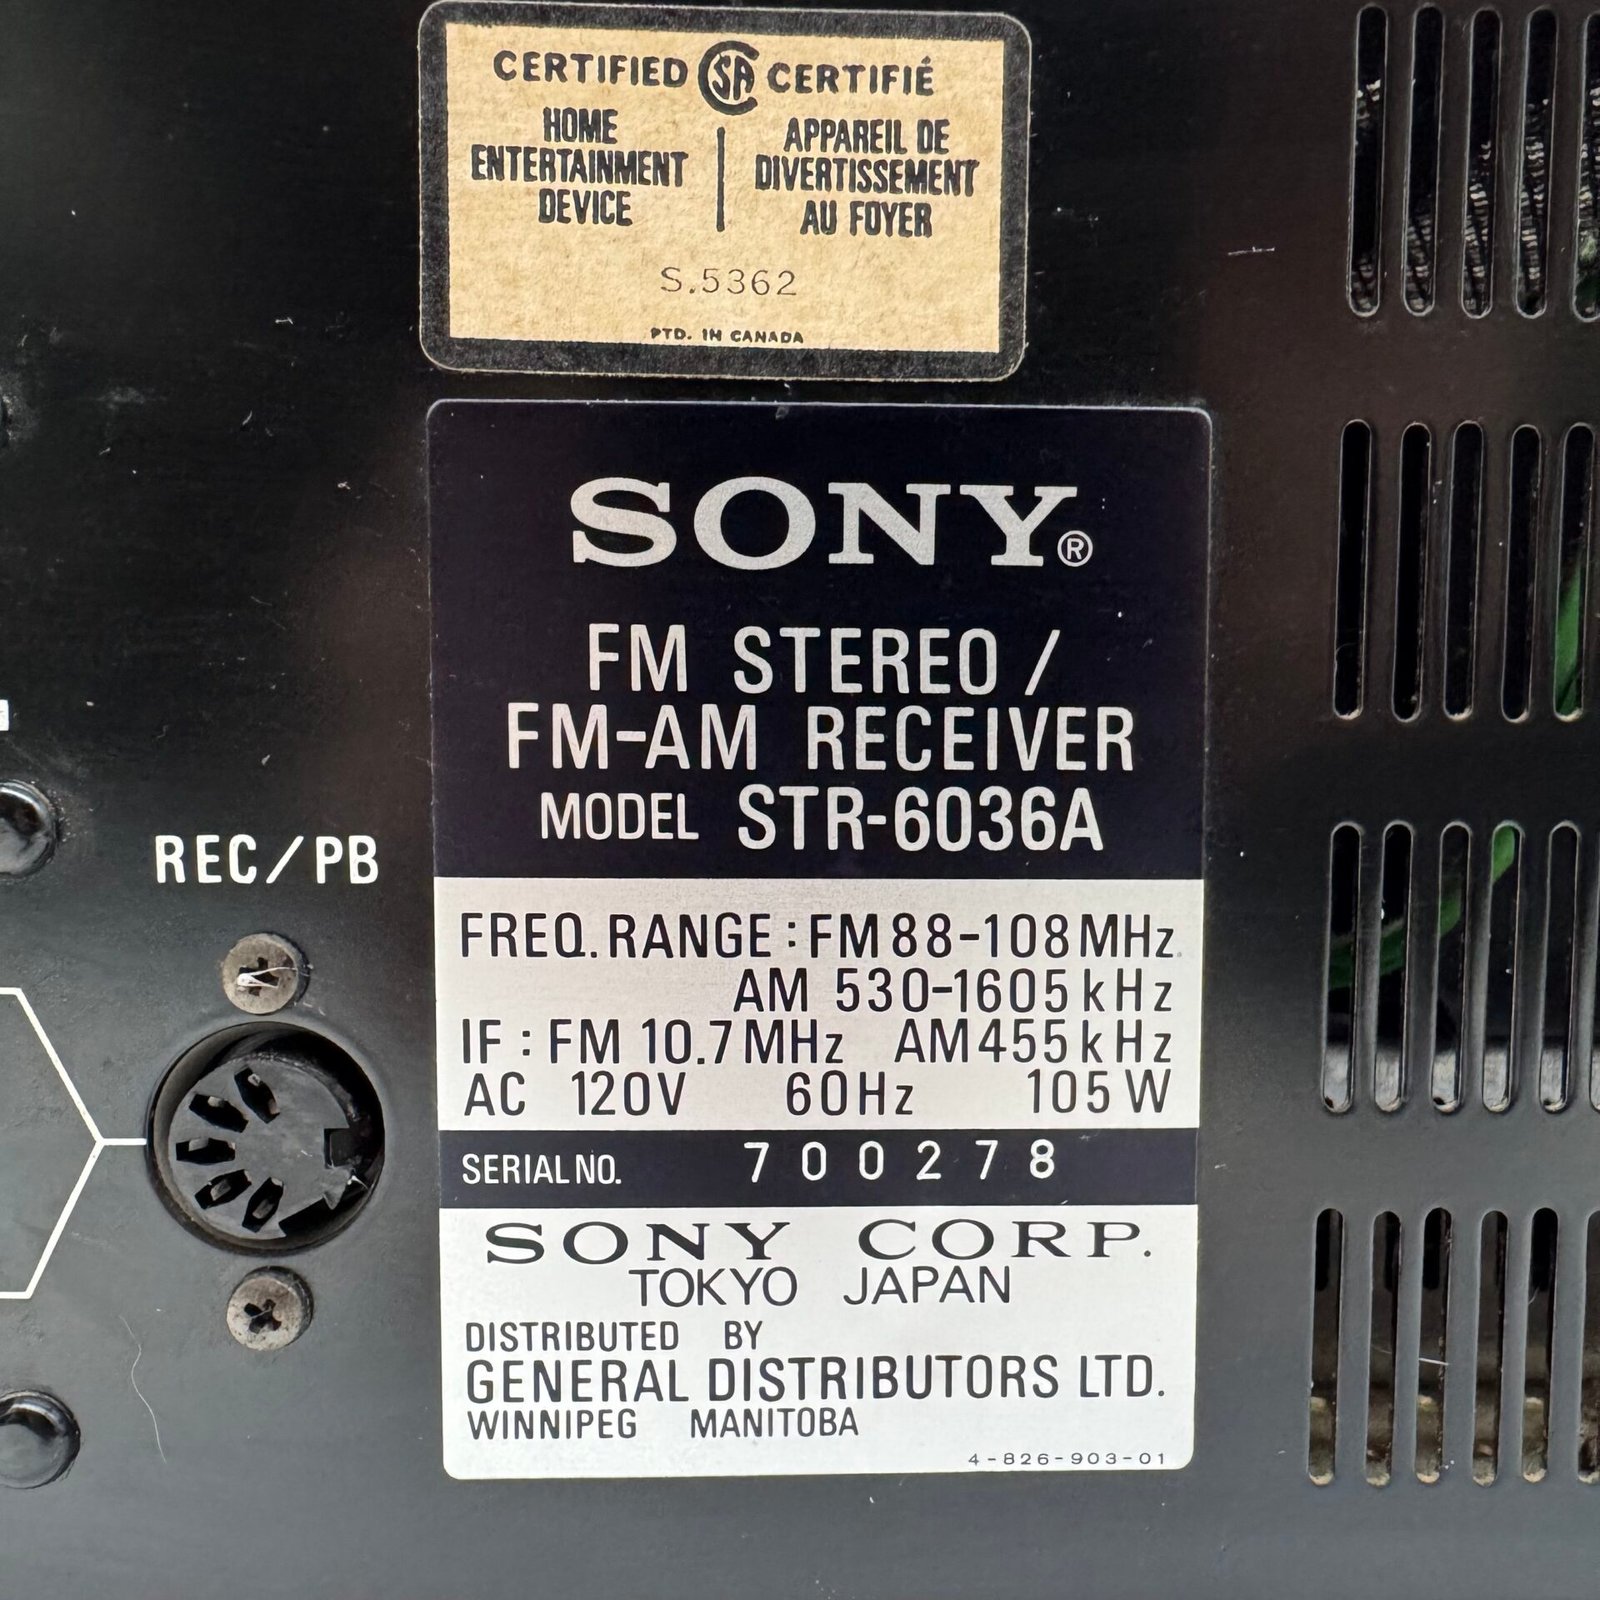 CERTIFIED CSA CERTIFIÉ
HOME
ENTERTAINMENT
DEVICE
APPAREIL DE
DIVERTISSEMENT
AU FOYER
S.5362
PTD. IN CANADA
SONY®
FM STEREO /
FM-AM RECEIVER
MODEL STR-6036A
FREQ. RANGE : FM 88-108 MHz
AM 530-1605 kHz
IF : FM 10.7 MHz AM 455 kHz
AC 120V 60Hz 105 W
SERIAL NO. 700278
SONY CORP.
TOKYO JAPAN
DISTRIBUTED BY
GENERAL DISTRIBUTORS LTD.
WINNIPEG MANITOBA
4-826-903-01
REC/PB